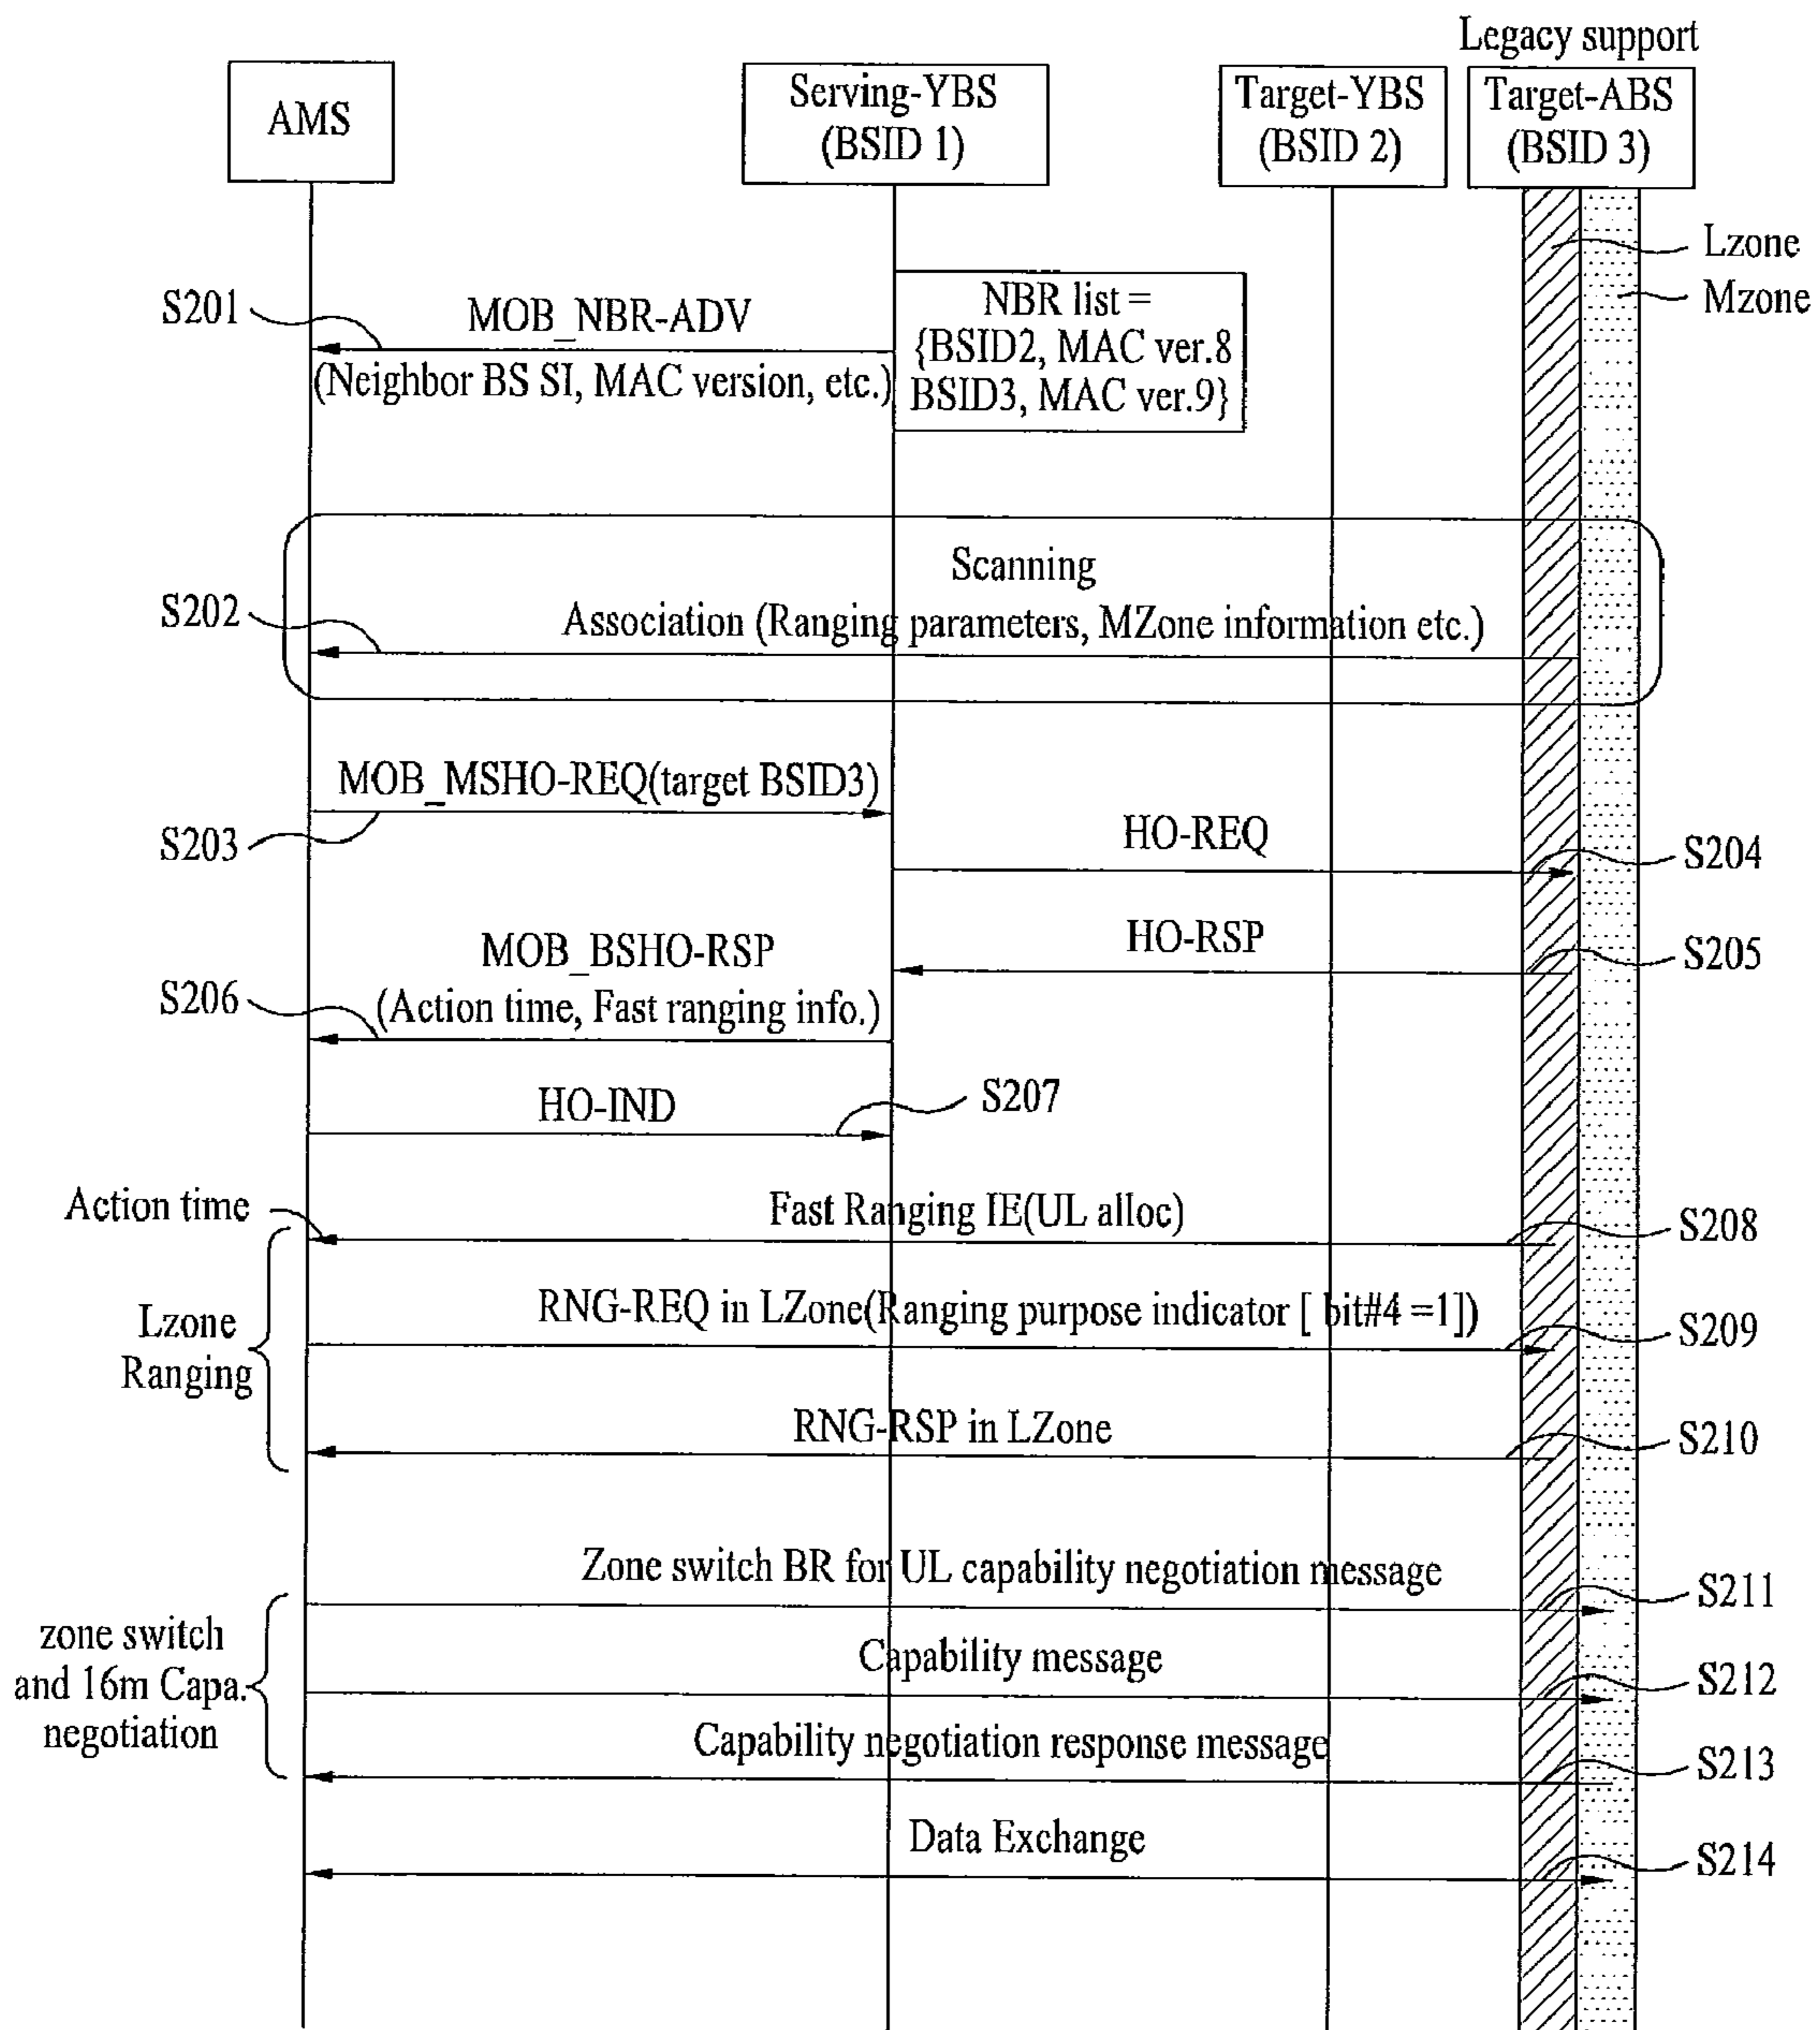 Legacy support
AMS
Serving-YBS
(BSID 1)
Target-YBS
(BSID 2)
Target-ABS
(BSID 3)
Lzone
Mzone
S201
MOB_NBR-ADV
(Neighbor BS SI, MAC version, etc.)
NBR list =
{BSID2, MAC ver.8
BSID3, MAC ver.9}
Scanning
S202
Association (Ranging parameters, MZone information etc.)
MOB_MSHO-REQ(target BSID3)
S203
HO-REQ
S204
HO-RSP
S205
MOB_BSHO-RSP
(Action time, Fast ranging info.)
S206
HO-IND
S207
Action time
Fast Ranging IE(UL alloc)
S208
Lzone
Ranging
RNG-REQ in LZone(Ranging purpose indicator [ bit#4 =1])
S209
RNG-RSP in LZone
S210
Zone switch BR for UL capability negotiation message
S211
zone switch
and 16m Capa.
negotiation
Capability message
S212
Capability negotiation response message
S213
Data Exchange
S214